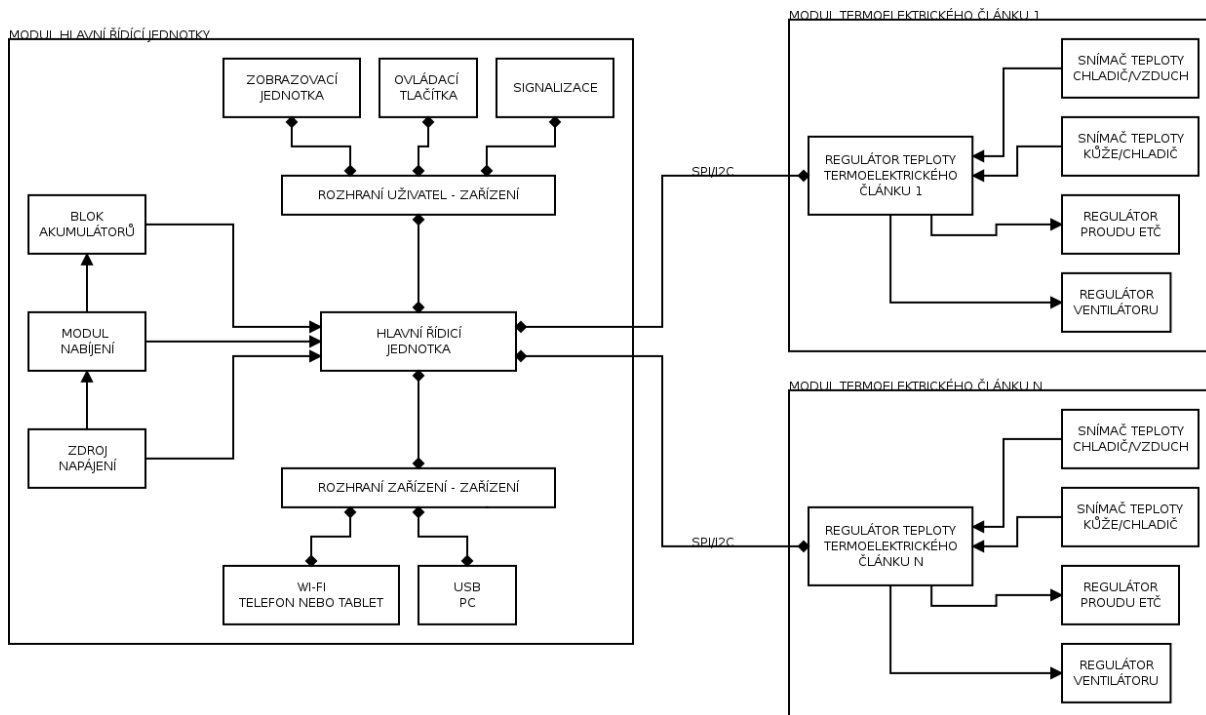 MODUL HLAVNÍ ŘÍDÍCÍ JEDNOTKY
ZOBRAZOVACÍ
JEDNOTKA
OVLÁDACÍ
TLAČÍTKA
SIGNALIZACE
ROZHRANÍ UŽIVATEL - ZAŘÍZENÍ
BLOK
AKUMULÁTORŮ
MODUL
NABÍJENÍ
ZDROJ
NAPÁJENÍ
HLAVNÍ ŘÍDICÍ
JEDNOTKA
ROZHRANÍ ZAŘÍZENÍ - ZAŘÍZENÍ
WI-FI
TELEFON NEBO TABLET
USB
PC
SPI/I2C
SPI/I2C
MODUL TERMOELEKTRICKÉHO ČLÁNKU 1
REGULÁTOR TEPLOTY
TERMOELEKTRICKÉHO
ČLÁNKU 1
SNÍMAČ TEPLOTY
CHLADIČ/VZDUCH
SNÍMAČ TEPLOTY
KŮŽE/CHLADIČ
REGULÁTOR
PROUDU ETČ
REGULÁTOR
VENTILÁTORU
MODUL TERMOELEKTRICKÉHO ČLÁNKU N
REGULÁTOR TEPLOTY
TERMOELEKTRICKÉHO
ČLÁNKU N
SNÍMAČ TEPLOTY
CHLADIČ/VZDUCH
SNÍMAČ TEPLOTY
KŮŽE/CHLADIČ
REGULÁTOR
PROUDU ETČ
REGULÁTOR
VENTILÁTORU